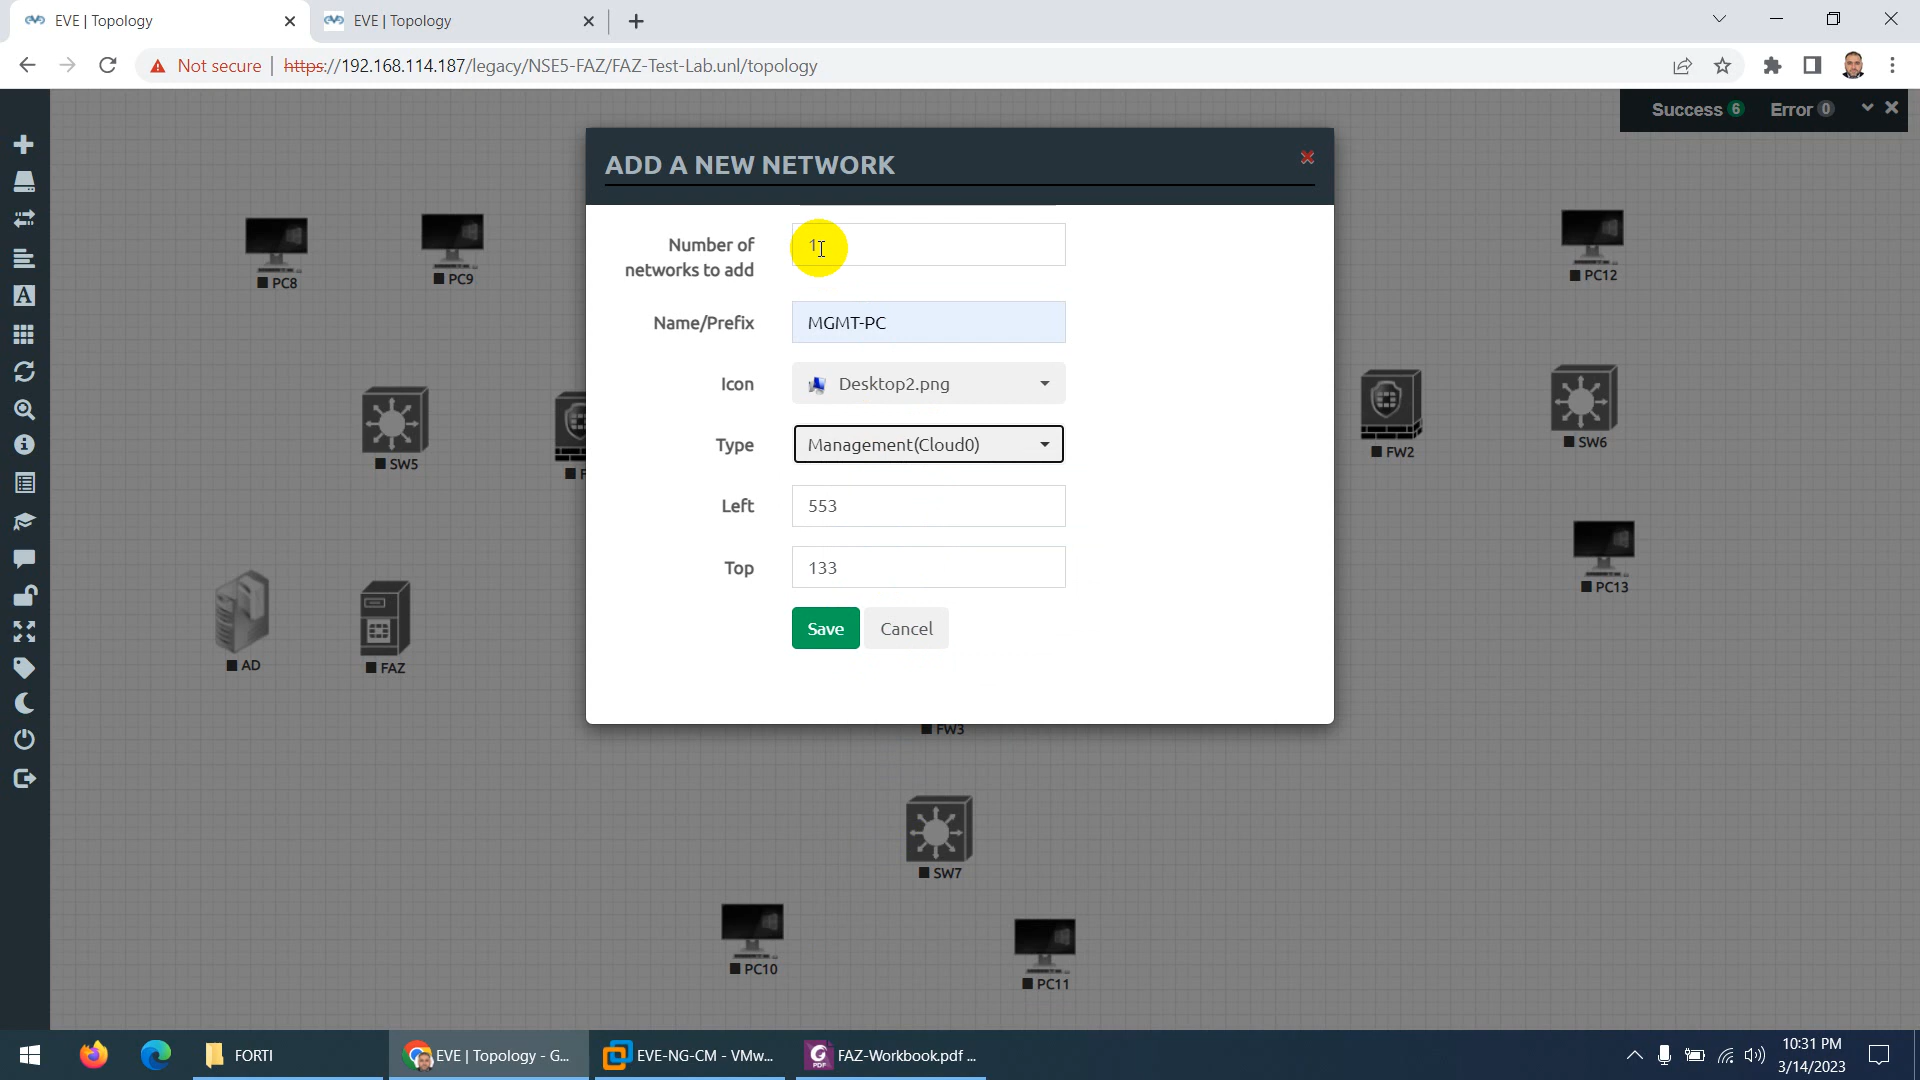 EVE | Topology
EVE | Topology
Not secure | https://192.168.114.187/legacy/NSE5-FAZ/FAZ-Test-Lab.unl/topology
Success 6 Error 0
ADD A NEW NETWORK
Number of networks to add
1
Name/Prefix
MGMT-PC
Icon
Desktop2.png
Type
Management(Cloud0)
Left
553
Top
133
Save
Cancel
PC8
PC9
PC12
SW5
F
FW2
SW6
PC13
AD
FAZ
FW3
SW7
PC10
PC11
FORTI
EVE | Topology - G...
EVE-NG-CM - VMw...
PDF
FAZ-Workbook.pdf ...
10:31 PM
3/14/2023